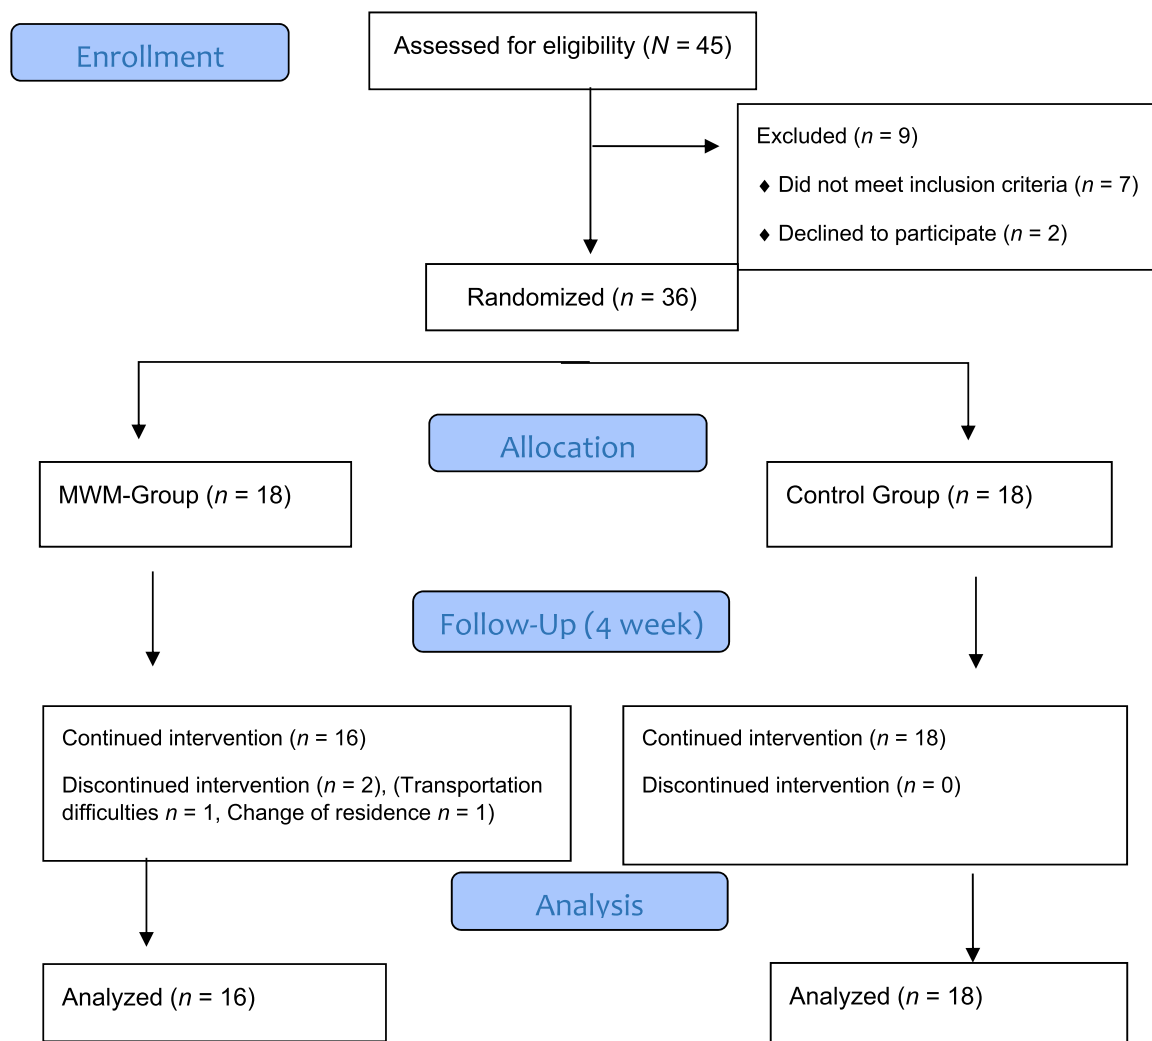 Enrollment
Assessed for eligibility (N = 45)
Excluded (n = 9)
♦ Did not meet inclusion criteria (n = 7)
♦ Declined to participate (n = 2)
Randomized (n = 36)
Allocation
MWM-Group (n = 18)
Control Group (n = 18)
Follow-Up (4 week)
Continued intervention (n = 16)
Discontinued intervention (n = 2), (Transportation
difficulties n = 1, Change of residence n = 1)
Continued intervention (n = 18)
Discontinued intervention (n = 0)
Analysis
Analyzed (n = 16)
Analyzed (n = 18)